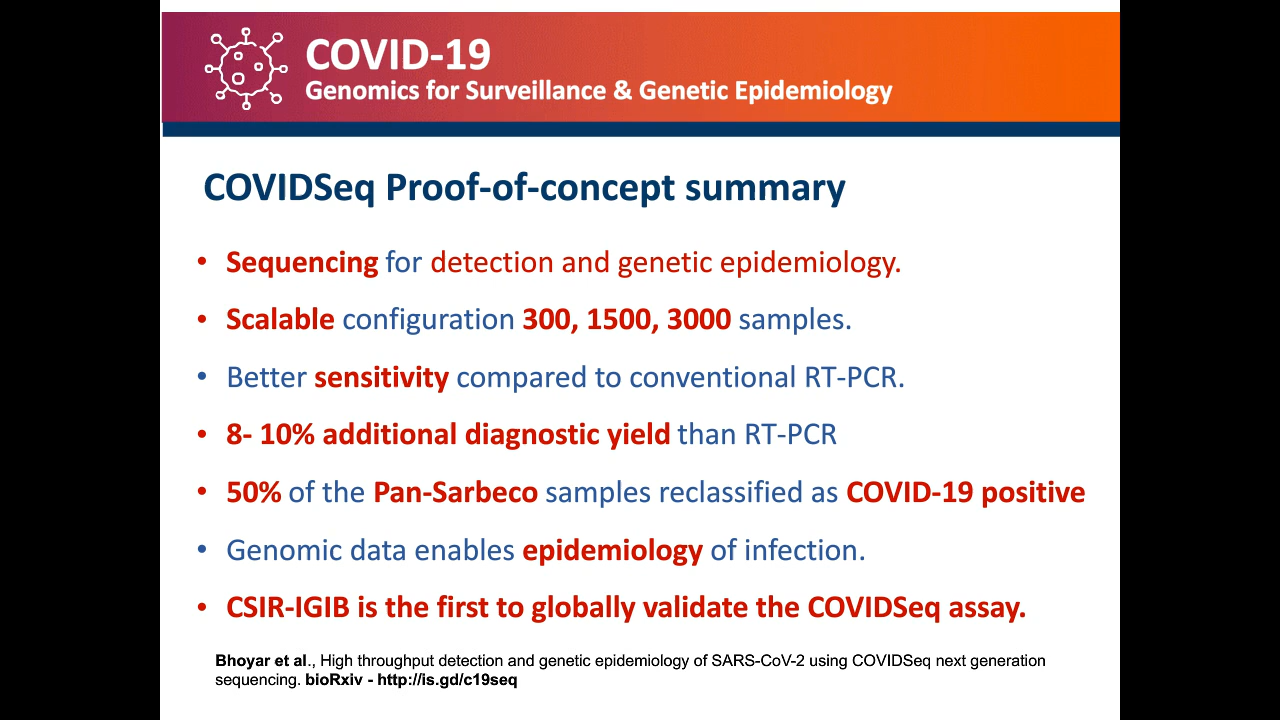 COVID-19
Genomics for Surveillance & Genetic Epidemiology
COVIDSeq Proof-of-concept summary
• Sequencing for detection and genetic epidemiology.
• Scalable configuration 300, 1500, 3000 samples.
• Better sensitivity compared to conventional RT-PCR.
• 8- 10% additional diagnostic yield than RT-PCR
• 50% of the Pan-Sarbeco samples reclassified as COVID-19 positive
• Genomic data enables epidemiology of infection.
• CSIR-IGIB is the first to globally validate the COVIDSeq assay.
Bhoyar et al., High throughput detection and genetic epidemiology of SARS-CoV-2 using COVIDSeq next generation
sequencing. bioRxiv - http://is.gd/c19seq